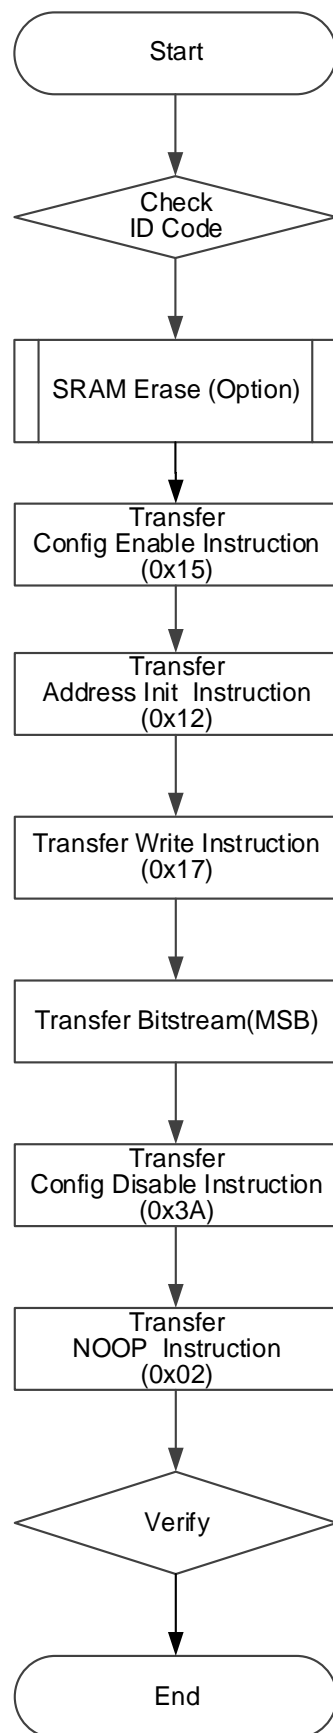 Start
Check
ID Code
SRAM Erase (Option)
Transfer
Config Enable Instruction
(0x15)
Transfer
Address Init  Instruction
(0x12)
Transfer Write Instruction
(0x17)
Transfer Bitstream(MSB)
Transfer
Config Disable Instruction
(0x3A)
Transfer
NOOP  Instruction
(0x02)
Verify
End